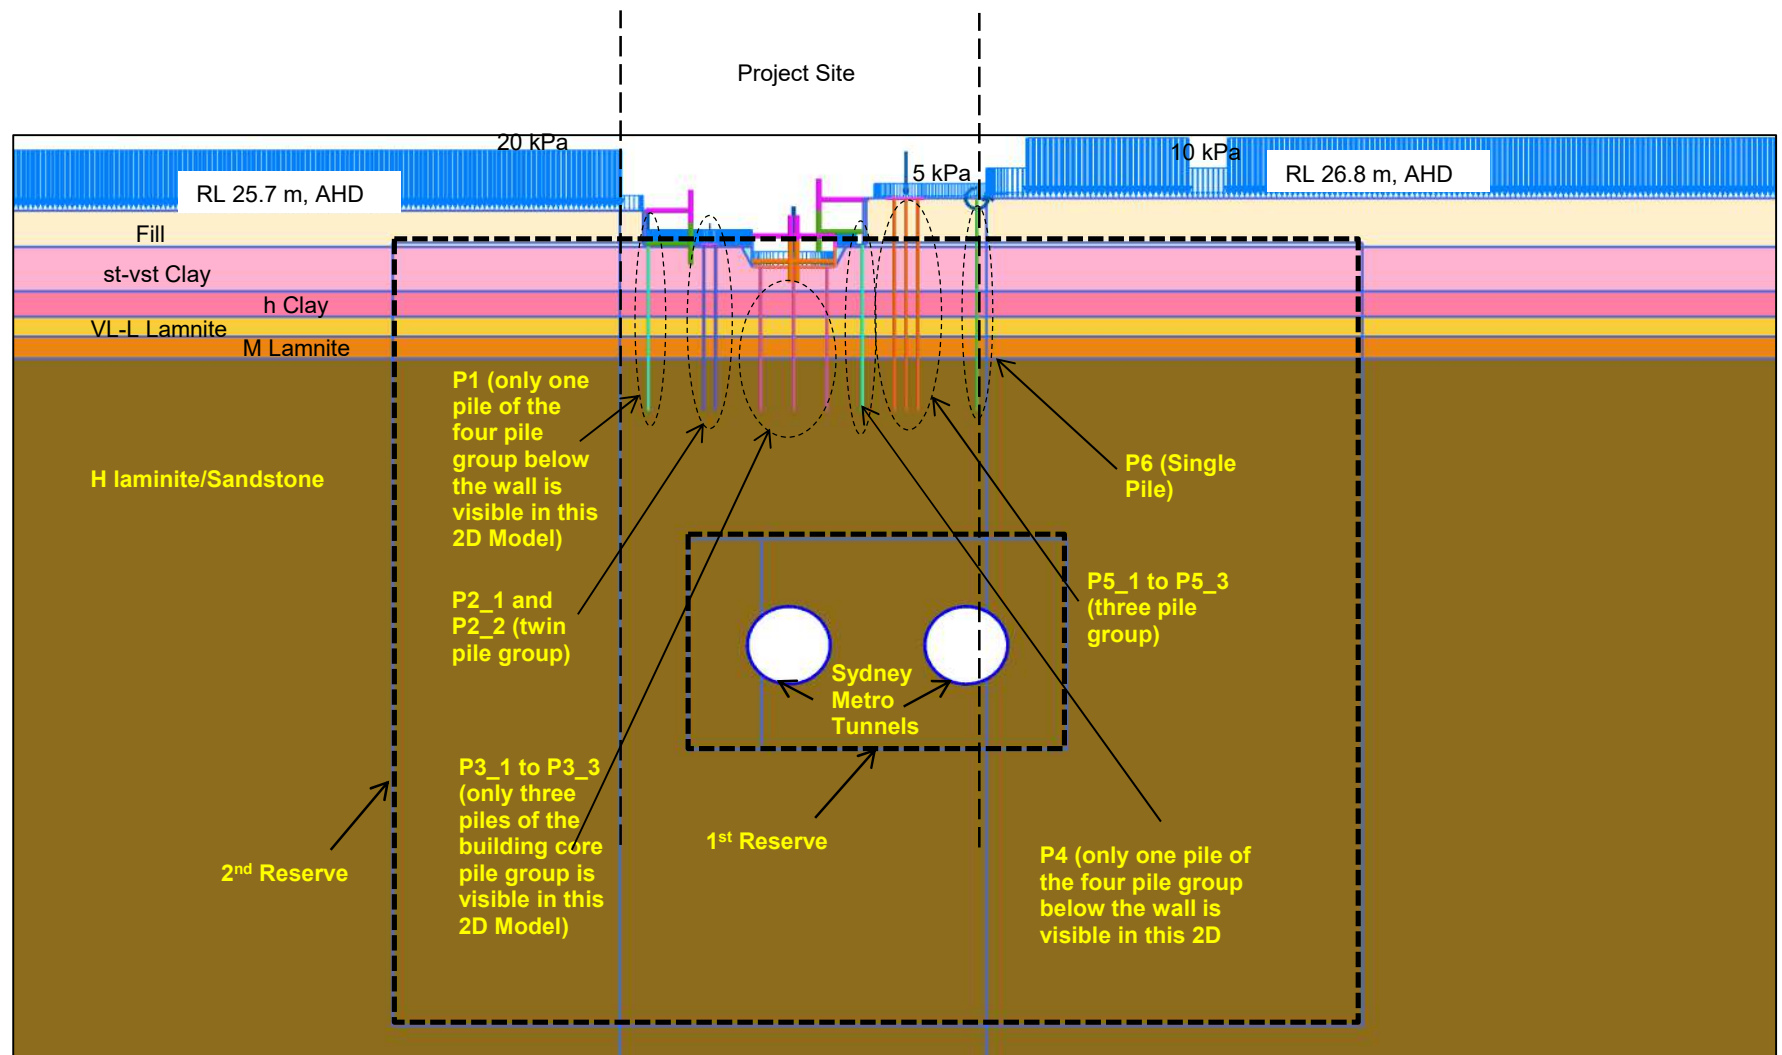 Project Site
20 kPa
10 kPa
5 kPa
RL 25.7 m, AHD
RL 26.8 m, AHD
Fill
st-vst Clay
h Clay
VL-L Lamnite
M Lamnite
P1 (only one
pile of the
four pile
group below
the wall is
visible in this
2D Model)
H laminite/Sandstone
P6 (Single
Pile)
P2_1 and
P2_2 (twin
pile group)
P5_1 to P5_3
(three pile
group)
Sydney
Metro
Tunnels
P3_1 to P3_3
(only three
piles of the
building core
pile group is
visible in this
2D Model)
1st Reserve
2nd Reserve
P4 (only one pile of
the four pile group
below the wall is
visible in this 2D